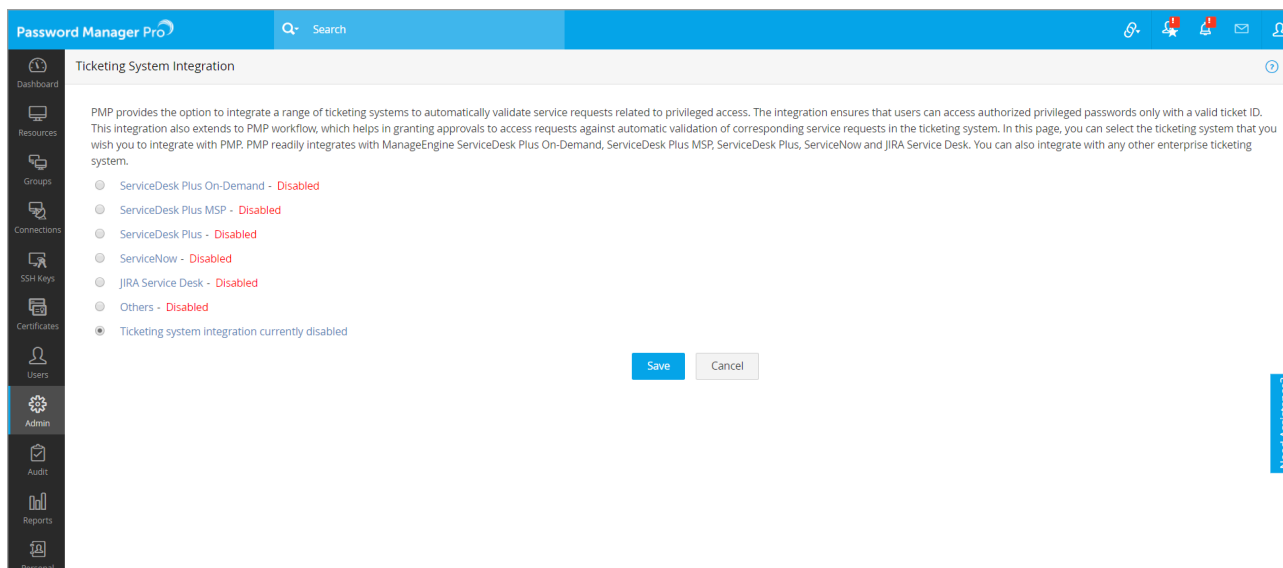 Password Manager Pro
Search
Dashboard
Resources
Groups
Connections
SSH Keys
Certificates
Users
Admin
Audit
Reports
Personal
Ticketing System Integration
PMP provides the option to integrate a range of ticketing systems to automatically validate service requests related to privileged access. The integration ensures that users can access authorized privileged passwords only with a valid ticket ID.
This integration also extends to PMP workflow, which helps in granting approvals to access requests against automatic validation of corresponding service requests in the ticketing system. In this page, you can select the ticketing system that you
wish you to integrate with PMP. PMP readily integrates with ManageEngine ServiceDesk Plus On-Demand, ServiceDesk Plus MSP, ServiceDesk Plus, ServiceNow and JIRA Service Desk. You can also integrate with any other enterprise ticketing
system.
ServiceDesk Plus On-Demand - Disabled
ServiceDesk Plus MSP - Disabled
ServiceDesk Plus - Disabled
ServiceNow - Disabled
JIRA Service Desk - Disabled
Others - Disabled
Ticketing system integration currently disabled
Save Cancel